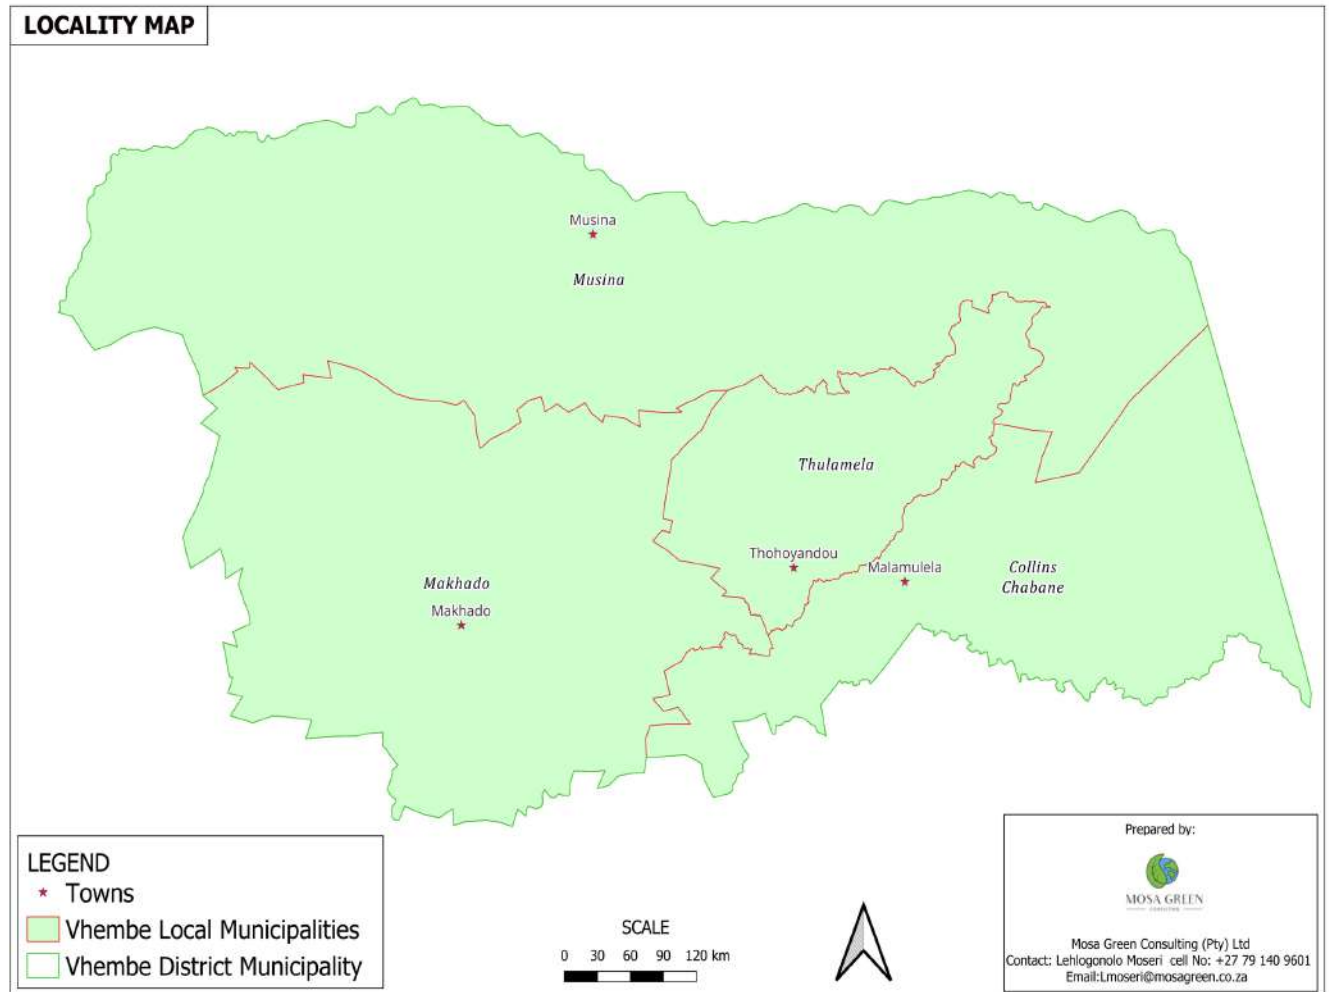 LOCALITY MAP
Musina
Musina
Thulamela
Thohoyandou
Malamulela
Collins
Chabane
Makhado
Makhado
LEGEND
Towns
Vhembe Local Municipalities
Vhembe District Municipality
SCALE
0 30 60 90 120 km
Prepared by:
MOSA GREEN
CONSULTING
Mosa Green Consulting (Pty) Ltd
Contact: Lehlogonolo Moseri cell No: +27 79 140 9601
Email:Lmoseri@mosagreen.co.za